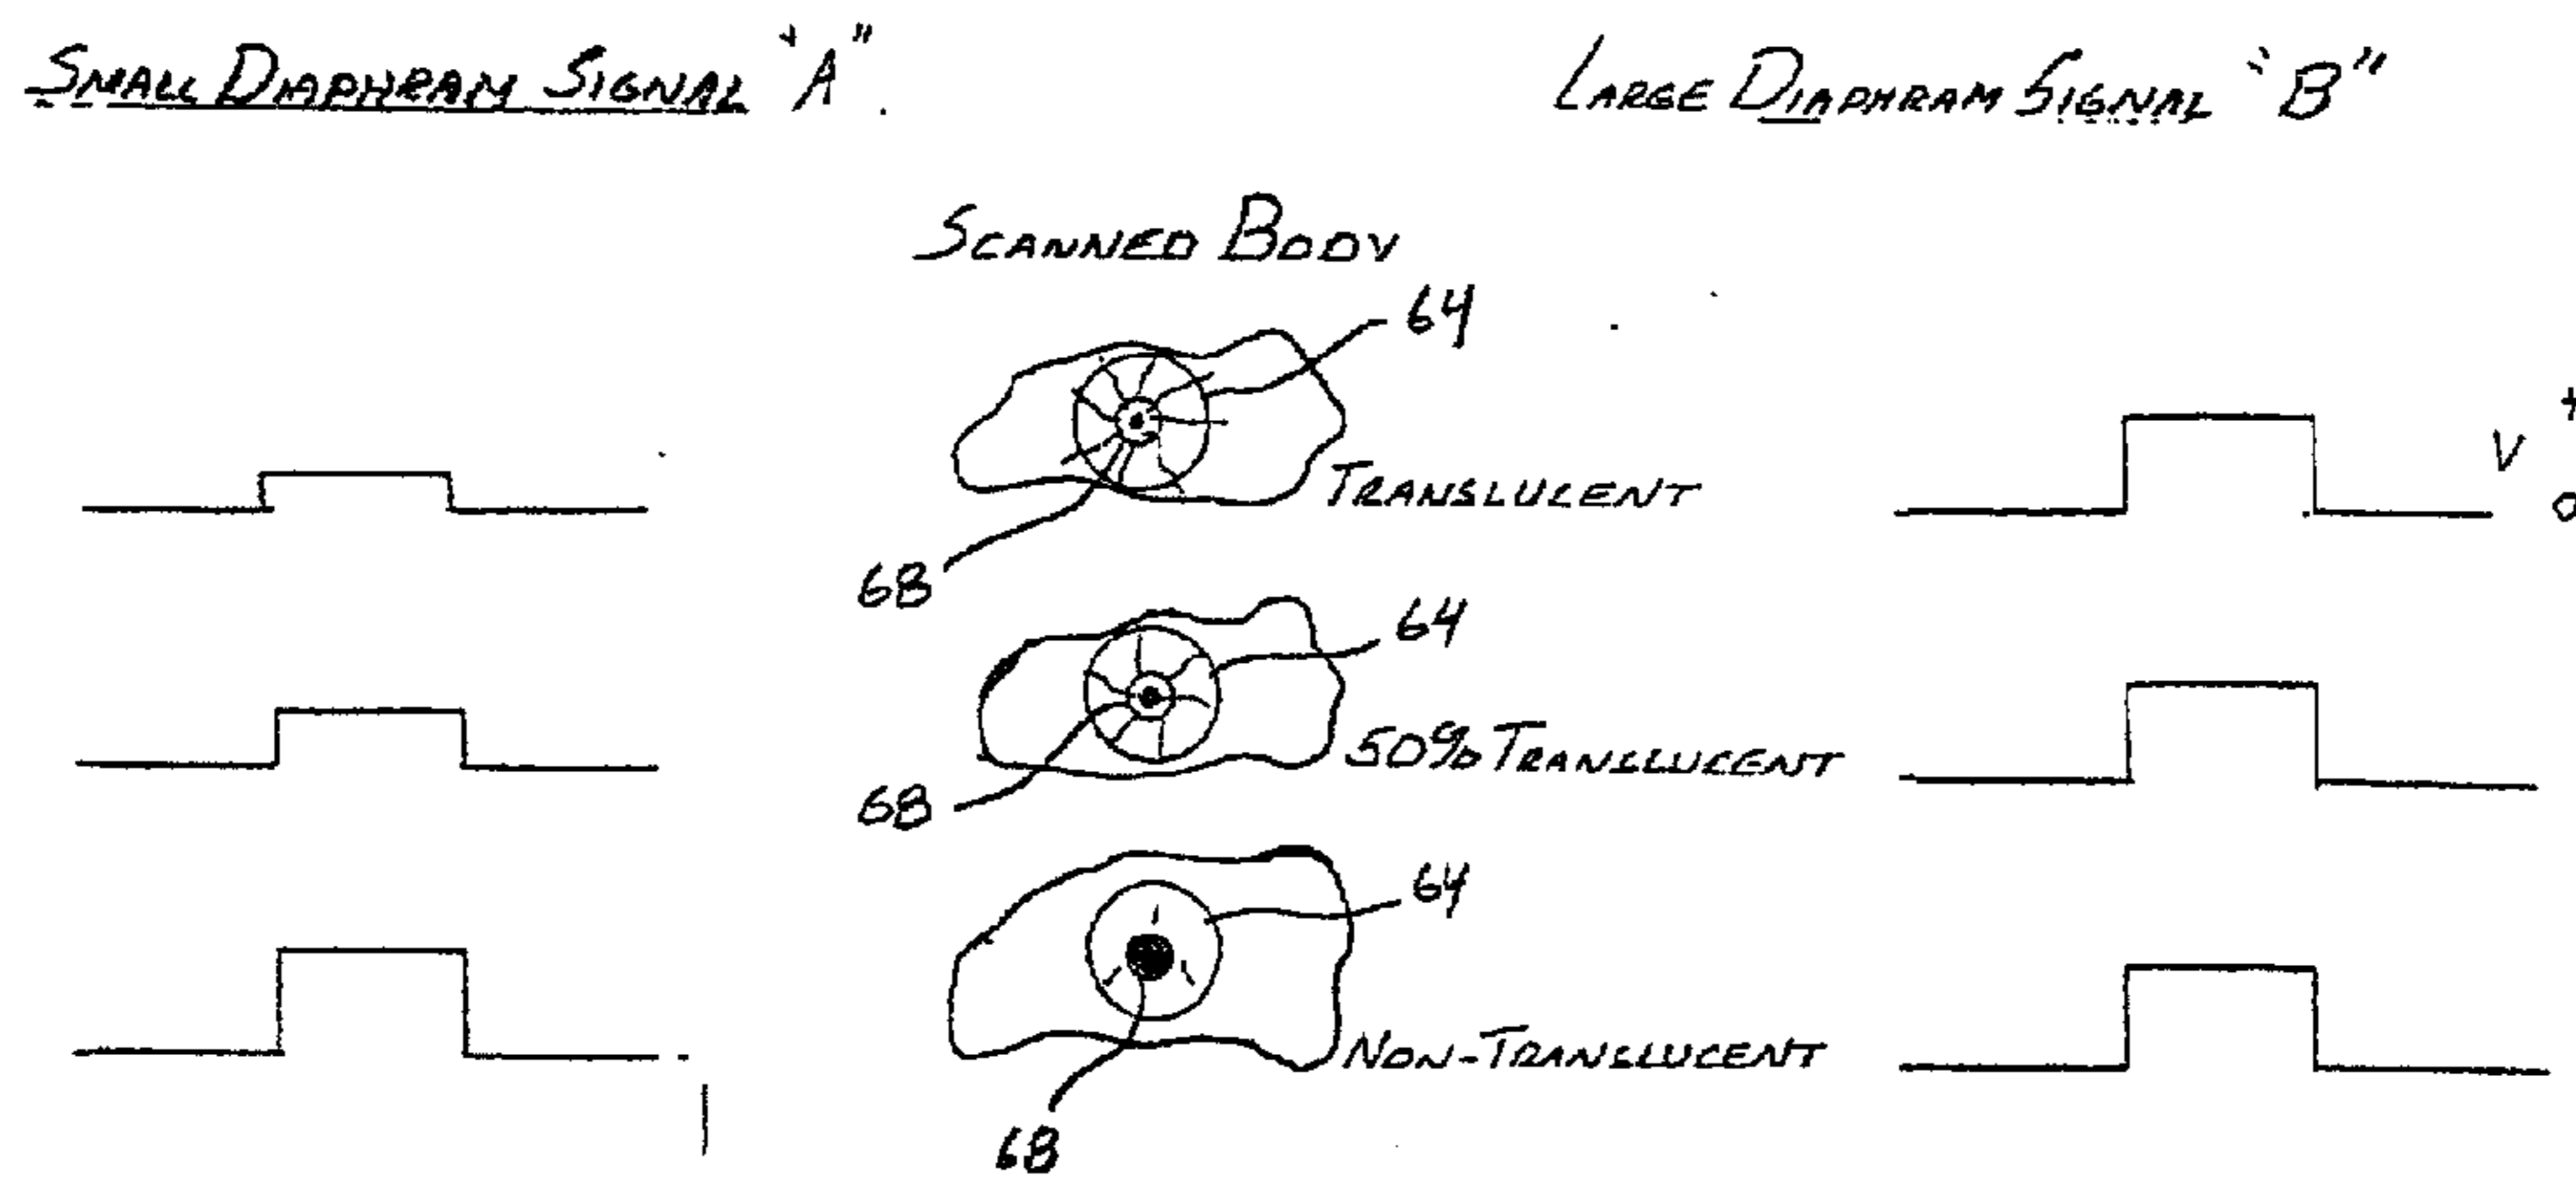 SMALL DIAPHRAM SIGNAL "A"
LARGE DIAPHRAM SIGNAL "B"
SCANNED BODY
64
+
V
TRANSLUCENT
0
68
64
50% TRANSLUCENT
68
64
NON-TRANSLUCENT
68